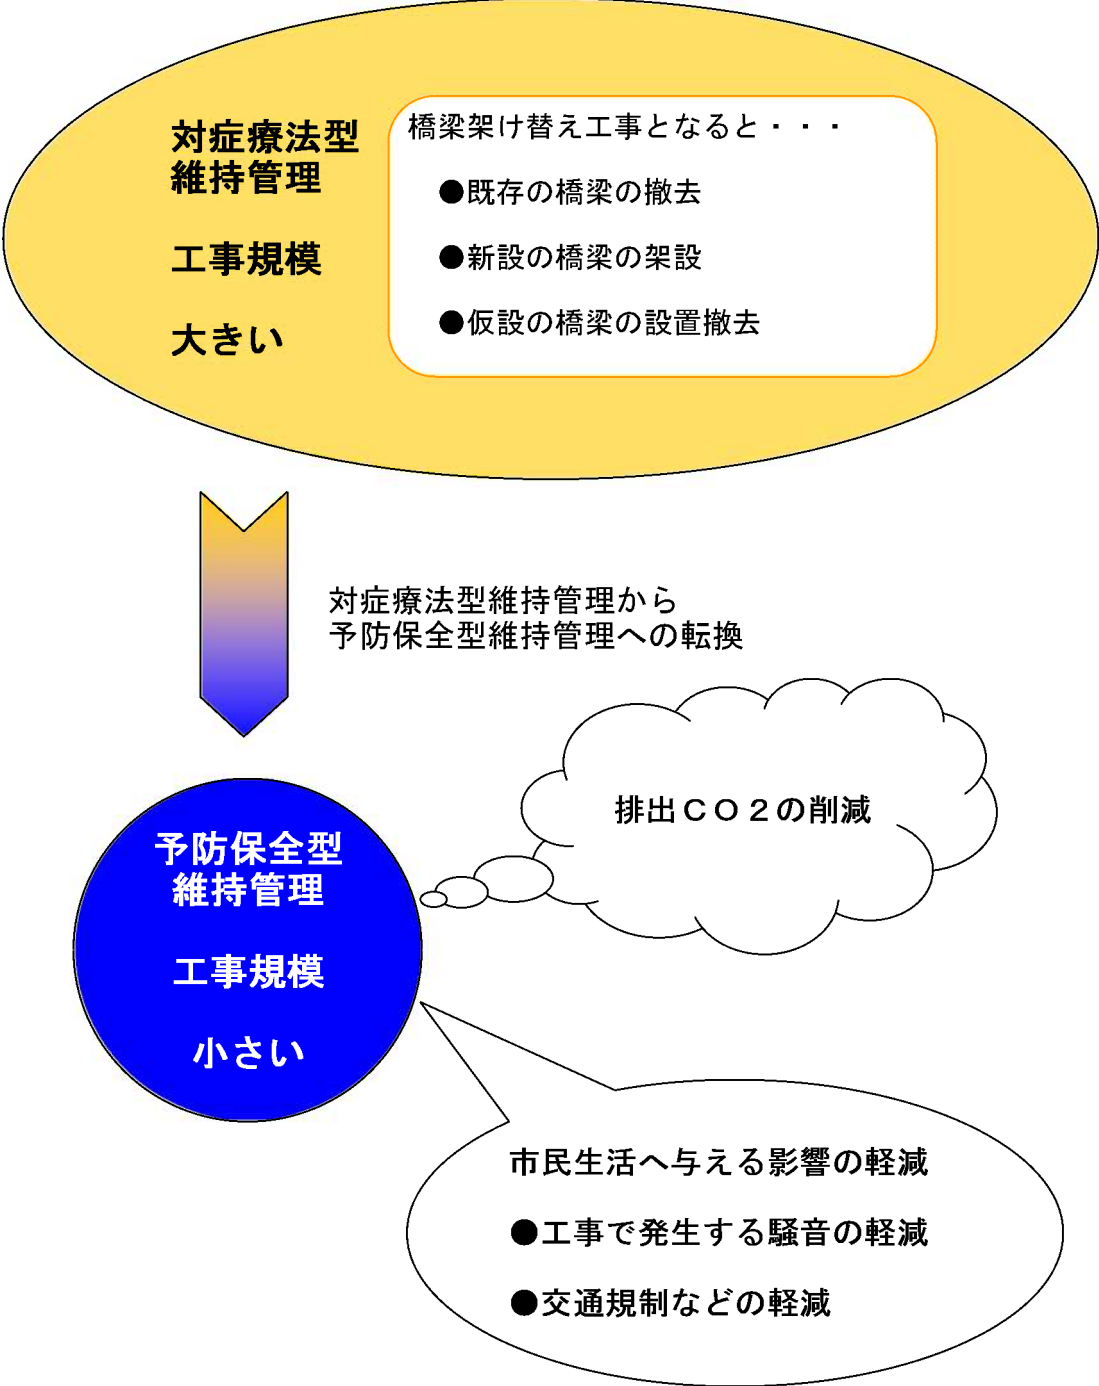 対症療法型
維持管理
工事規模
大きい
橋梁架け替え工事となると・・・
●既存の橋梁の撤去
●新設の橋梁の架設
●仮設の橋梁の設置撤去
対症療法型維持管理から
予防保全型維持管理への転換
排出ＣＯ２の削減
予防保全型
維持管理
工事規模
小さい
市民生活へ与える影響の軽減
●工事で発生する騒音の軽減
●交通規制などの軽減